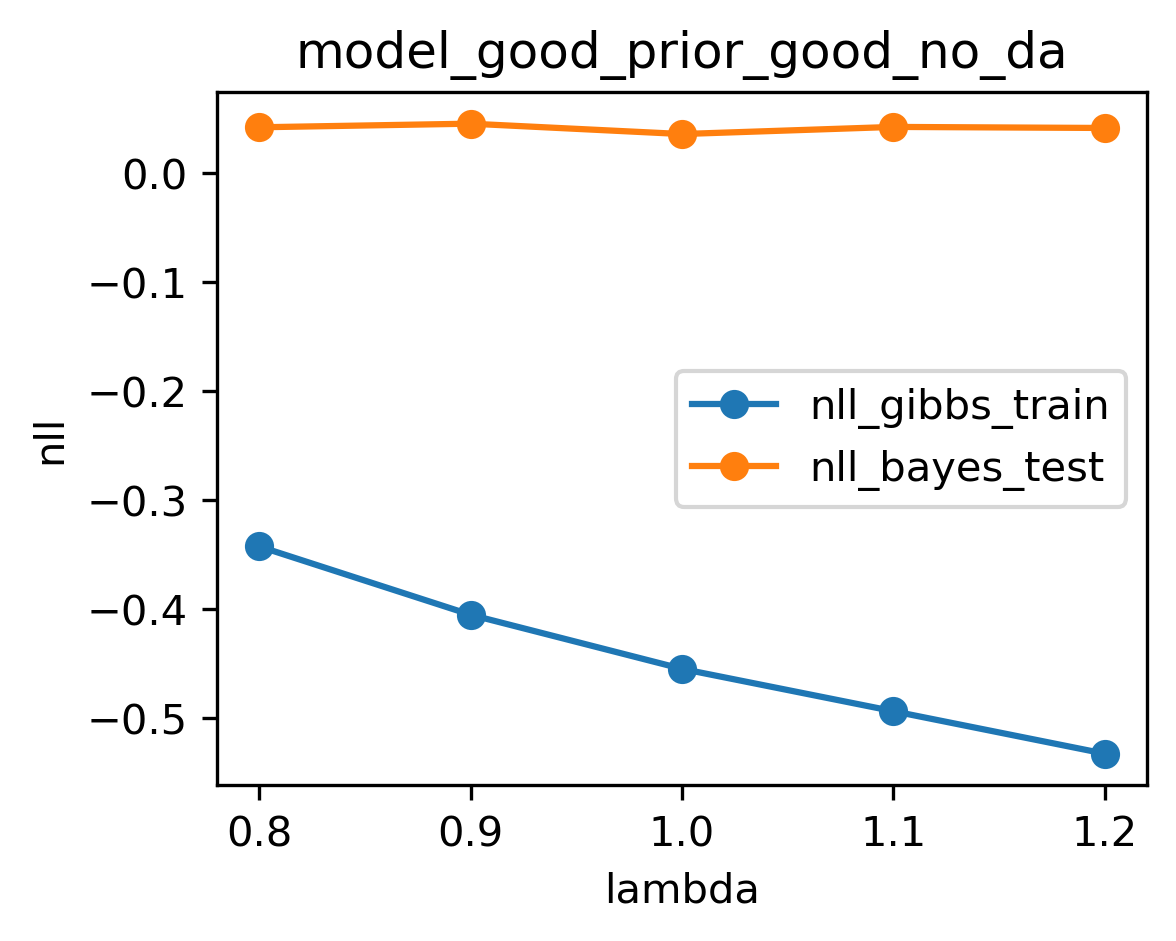 model_good_prior_good_no_da
nll
0.0
−0.1
−0.2
−0.3
−0.4
−0.5
nll_gibbs_train
nll_bayes_test
0.8 0.9 1.0 1.1 1.2
lambda